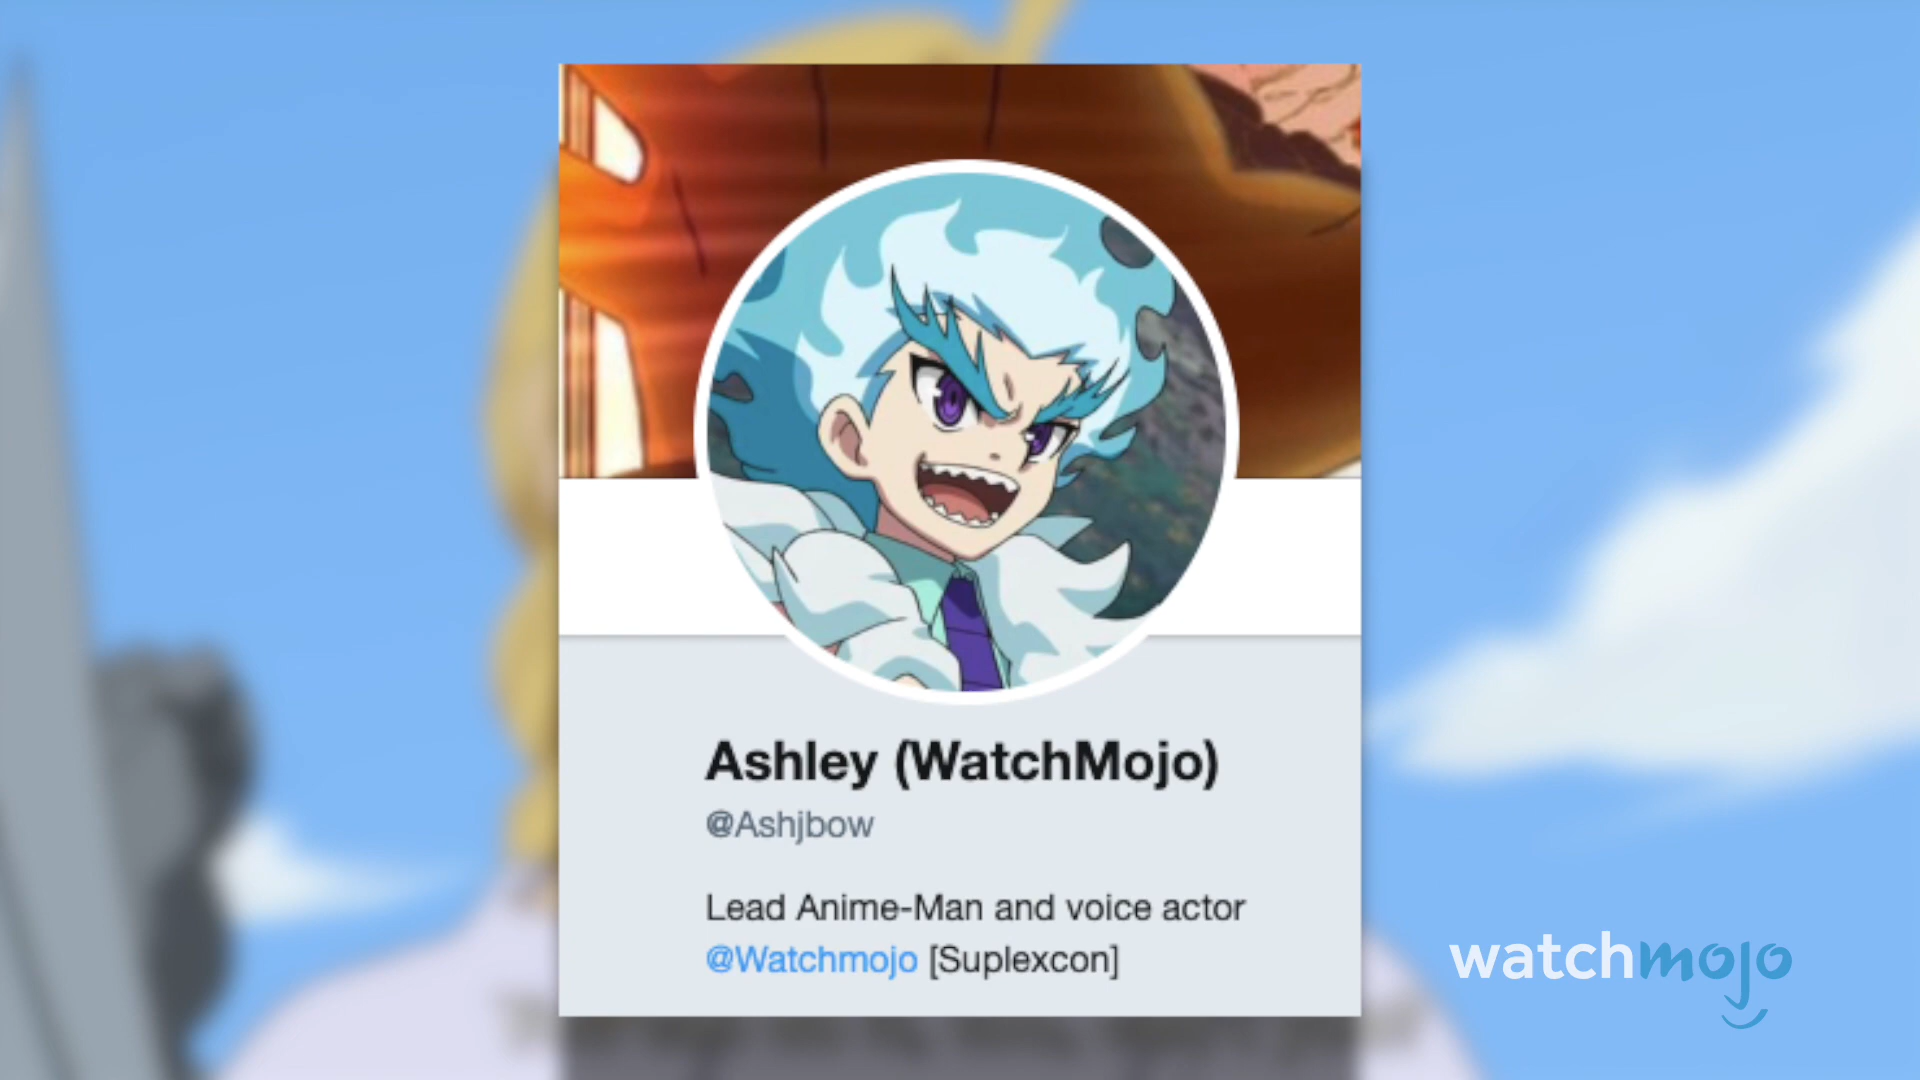 Ashley (WatchMojo)
@Ashjbow
Lead Anime-Man and voice actor
@Watchmojo [Suplexcon]
watchmojo